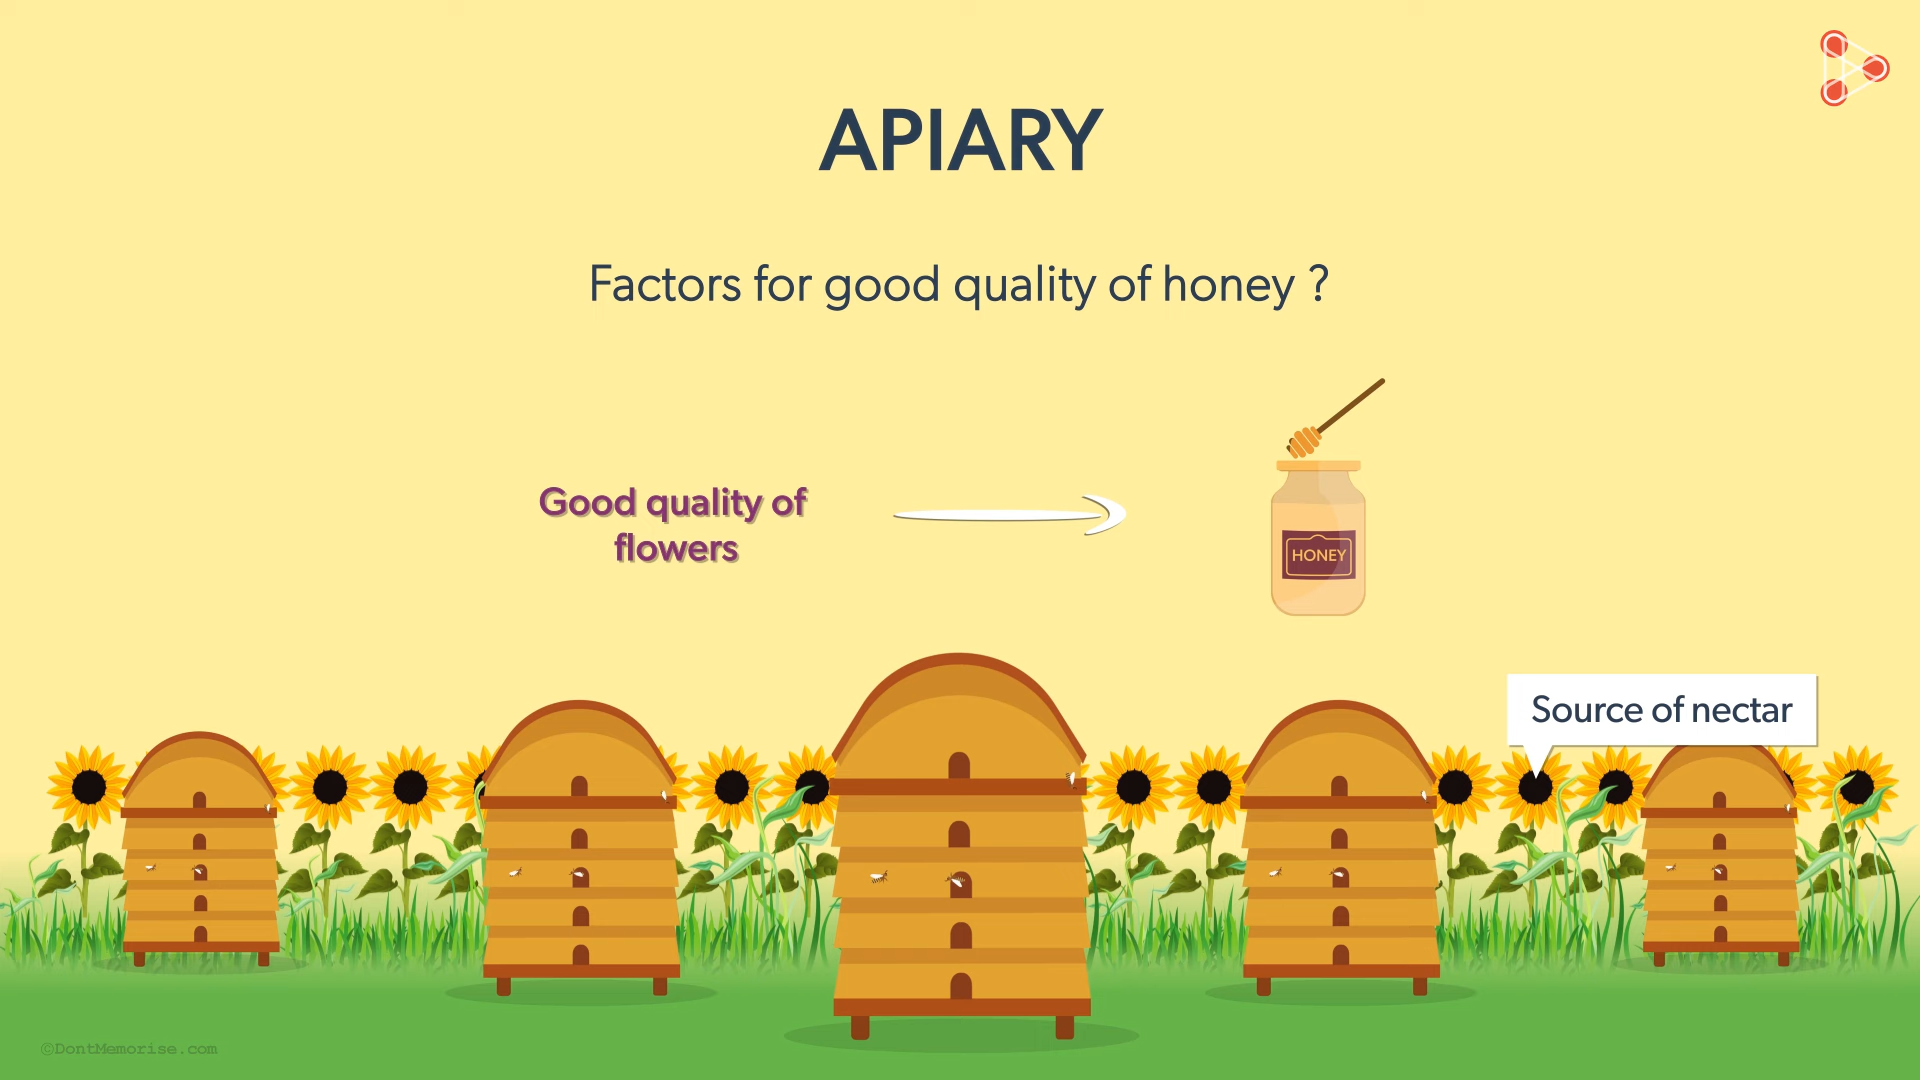 APIARY
Factors for good quality of honey ?
Good quality of
flowers
HONEY
Source of nectar
©DontMemorise.com